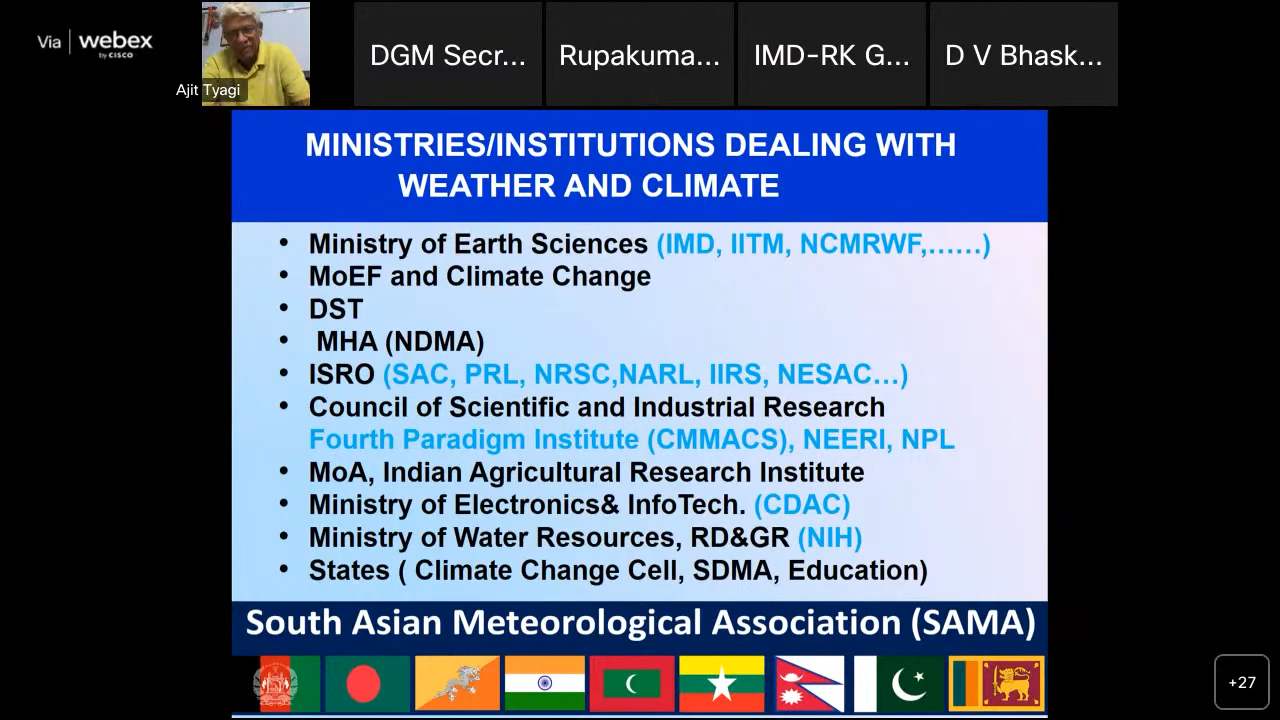 Via | webex
by CISCO
Ajit Tyagi
DGM Secr...
Rupakuma...
IMD-RK G...
D V Bhask...
MINISTRIES/INSTITUTIONS DEALING WITH
WEATHER AND CLIMATE
• Ministry of Earth Sciences (IMD, IITM, NCMRWF,......)
• MoEF and Climate Change
• DST
• MHA (NDMA)
• ISRO (SAC, PRL, NRSC,NARL, IIRS, NESAC...)
• Council of Scientific and Industrial Research
Fourth Paradigm Institute (CMMACS), NEERI, NPL
• MoA, Indian Agricultural Research Institute
• Ministry of Electronics& InfoTech. (CDAC)
• Ministry of Water Resources, RD&GR (NIH)
• States ( Climate Change Cell, SDMA, Education)
South Asian Meteorological Association (SAMA)
+27